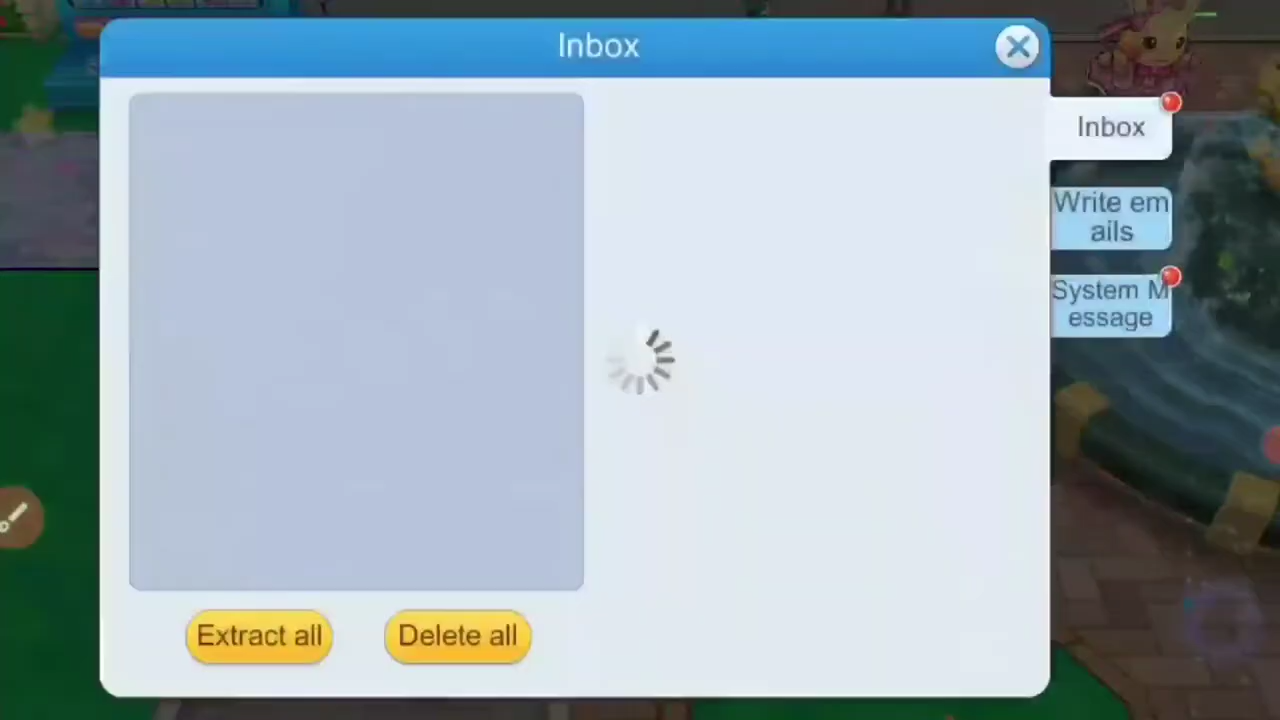 Inbox
Inbox
Write em
ails
System M
essage
Extract all
Delete all